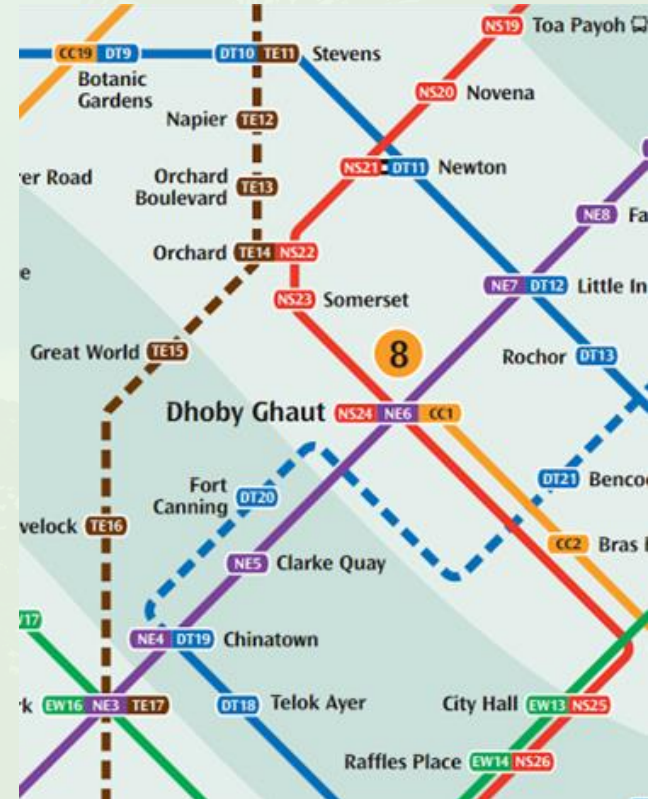 NS19 Toa Payoh
CC19 DT9
DT10 TE11 Stevens
Botanic
Gardens
NS20 Novena
Napier TE12
NS21 DT11 Newton
er Road
Orchard
Boulevard
TE13
NE8 Fa
Orchard TE14 NS22
e
NE7 DT12 Little In
NS23 Somerset
Great World TE15
8
Rochor DT13
Dhoby Ghaut NS24 NE6 CC1
DT21 Bencoo
Fort
Canning
DT20
velock TE16
CC2 Bras
NE5 Clarke Quay
17
NE4 DT19 Chinatown
k EW16 NE3 TE17
DT18 Telok Ayer
City Hall EW13 NS25
Raffles Place EW14 NS26